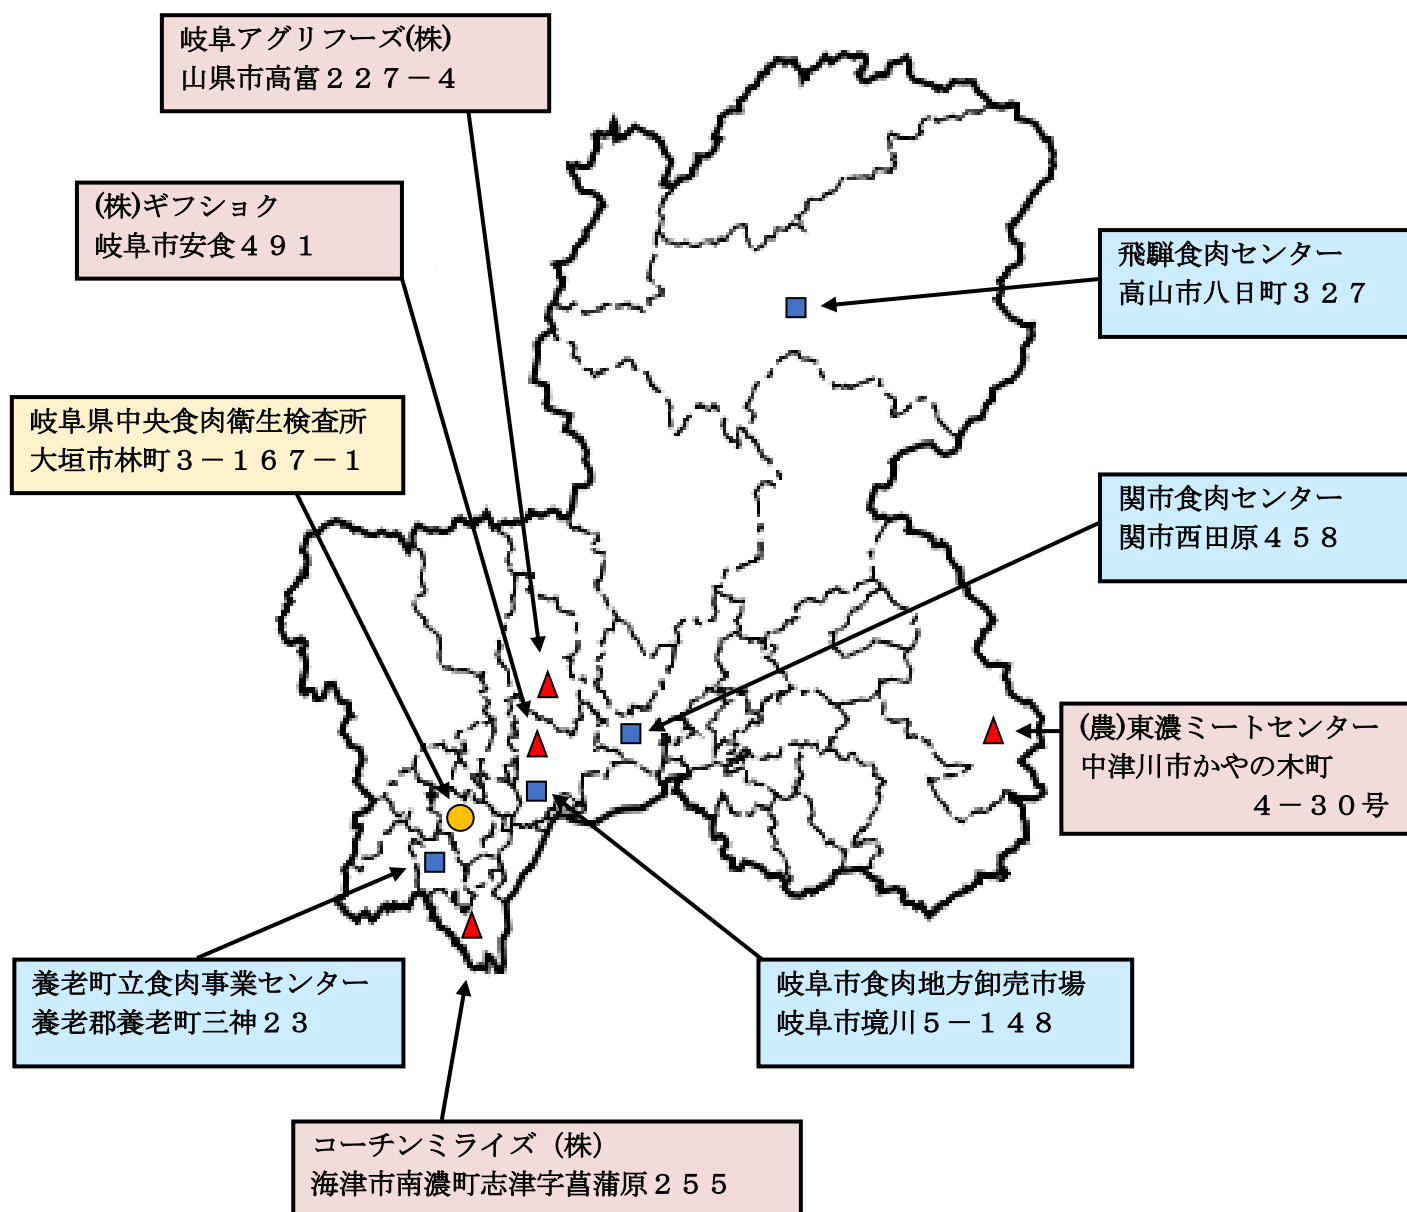 岐阜アグリフーズ(株)
山県市高富２２７－４
(株)ギフショク
岐阜市安食４９１
飛騨食肉センター
高山市八日町３２７
岐阜県中央食肉衛生検査所
大垣市林町３－１６７－１
関市食肉センター
関市西田原４５８
(農)東濃ミートセンター
中津川市かやの木町
４－３０号
養老町立食肉事業センター
養老郡養老町三神２３
岐阜市食肉地方卸売市場
岐阜市境川５－１４８
コーチンミライズ（株）
海津市南濃町志津字菖蒲原２５５